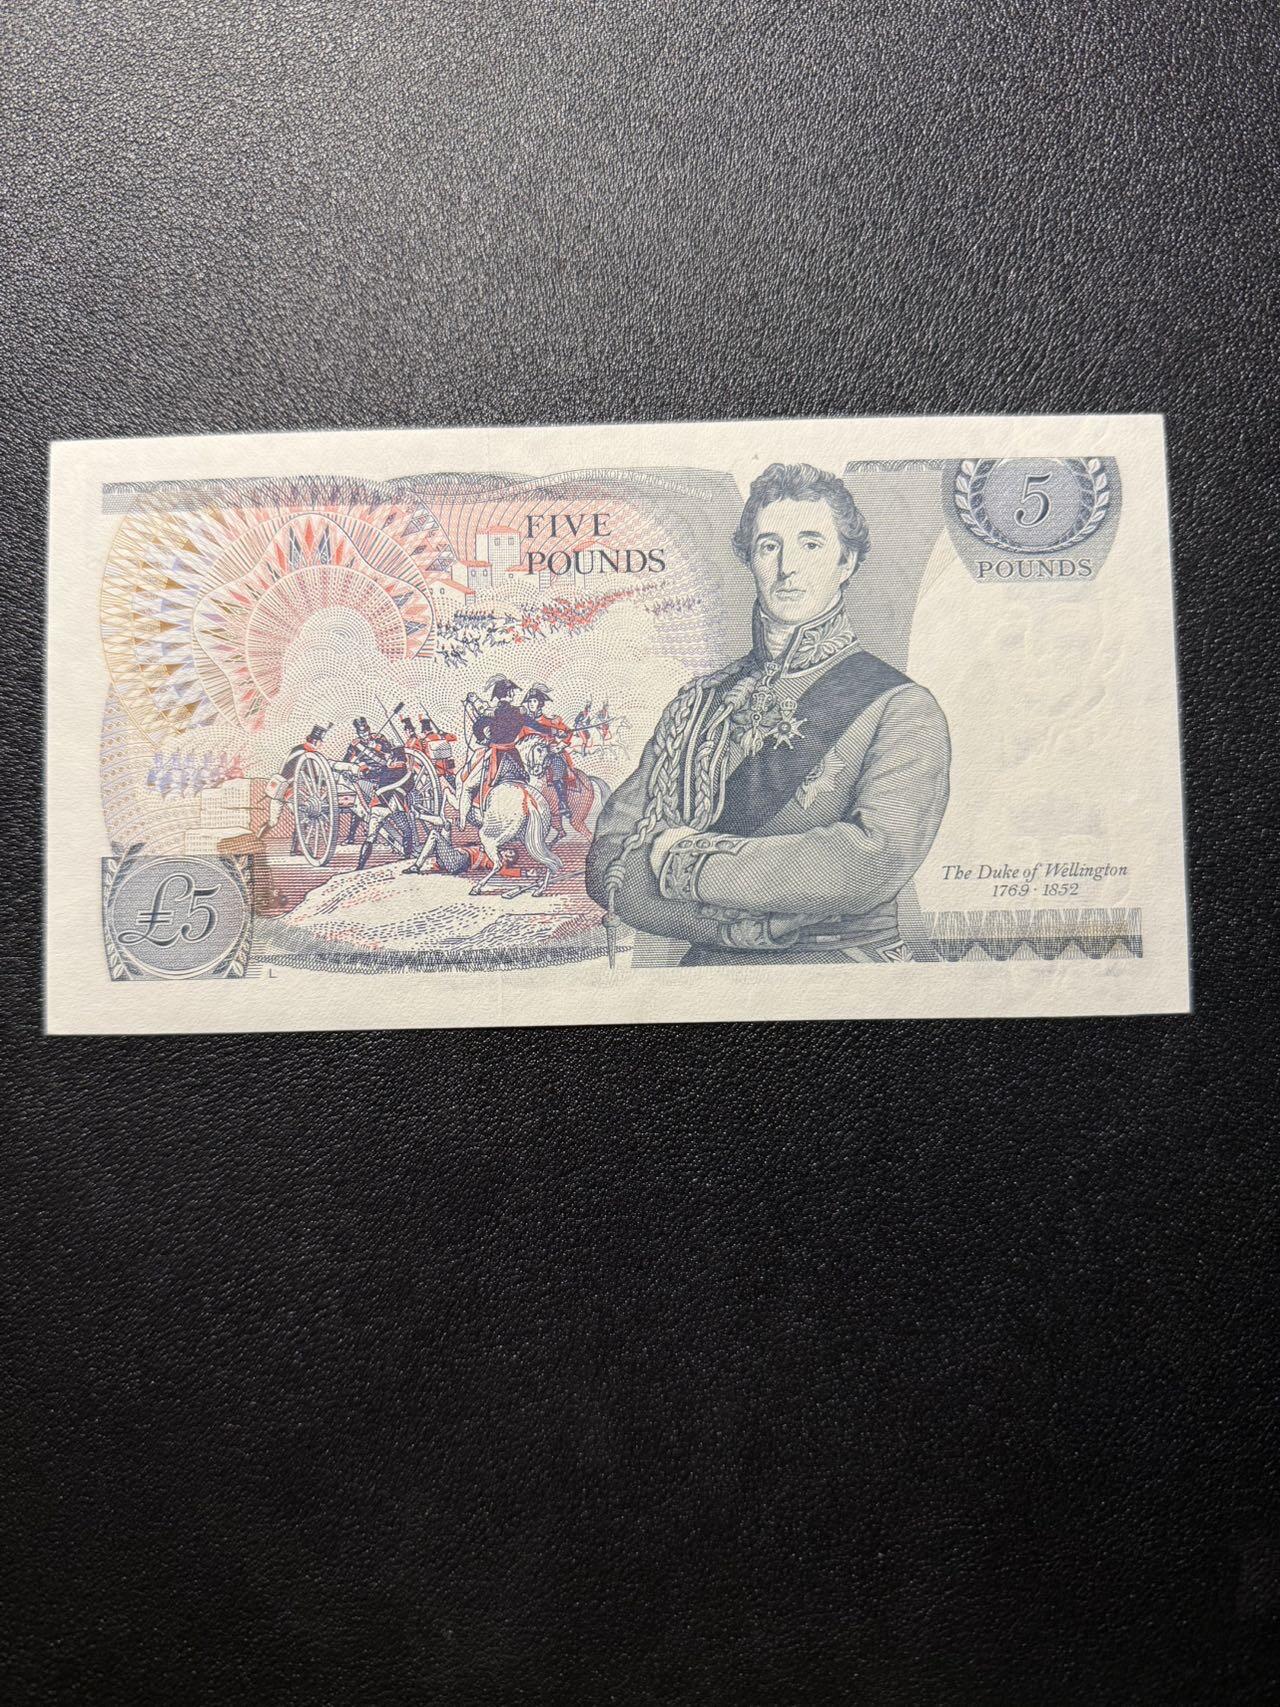 FIVE
POUNDS
5
POUNDS
The Duke of Wellington
1769 · 1852
£5
L